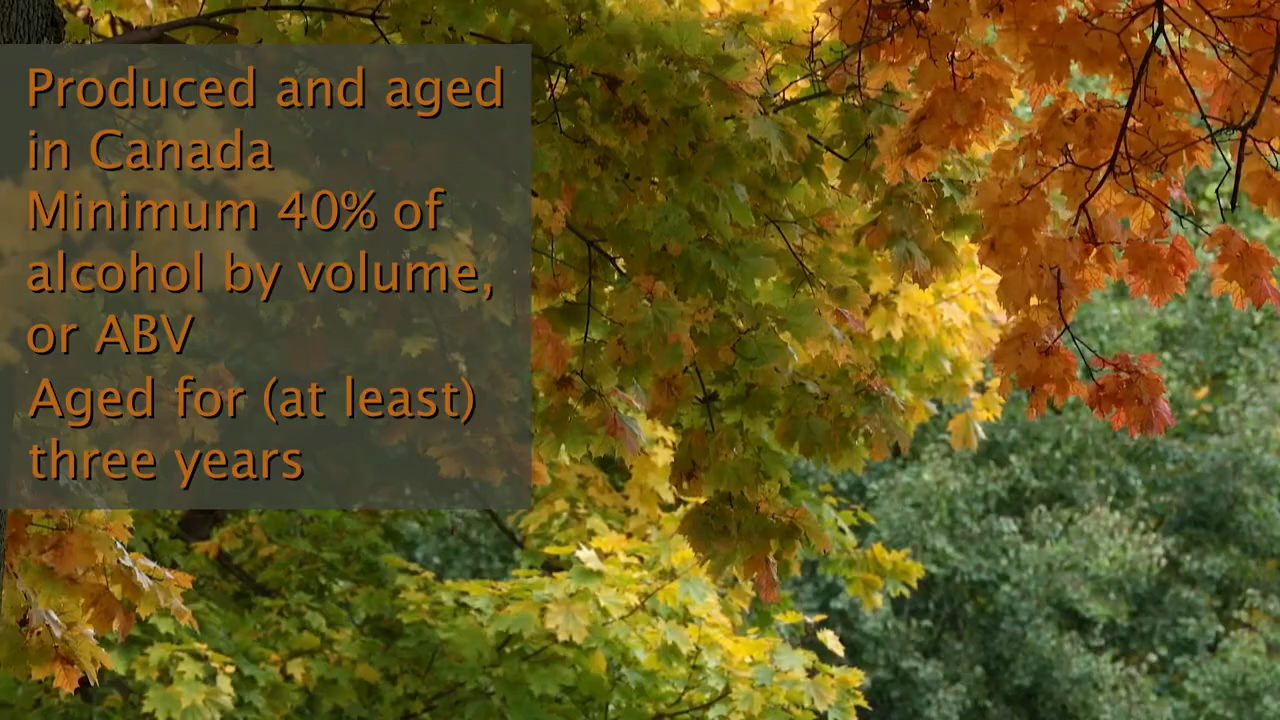 Produced and aged
in Canada
Minimum 40% of
alcohol by volume,
or ABV
Aged for (at least)
three years